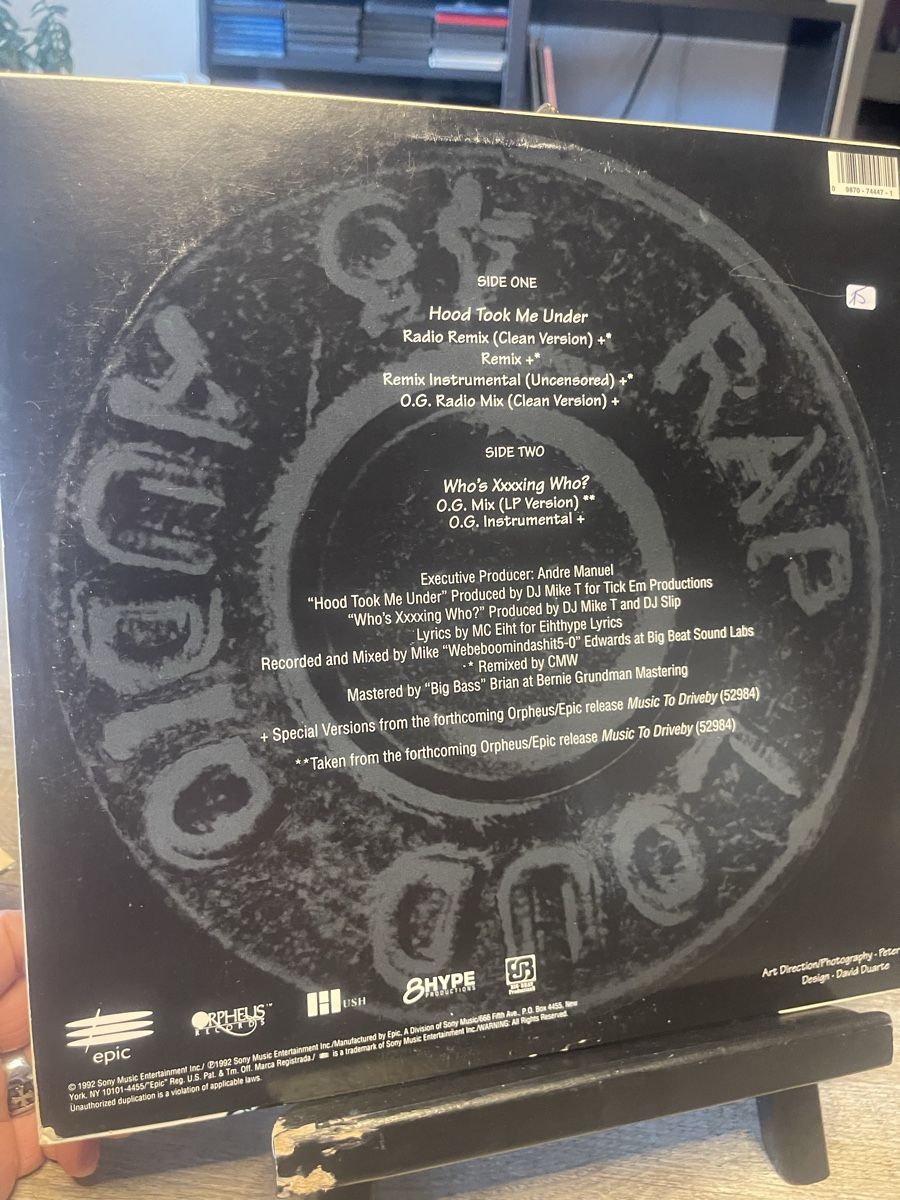 0 - 74447 - 1
15
SIDE ONE
Hood Took Me Under
Radio Remix (Clean Version) +*
Remix +*
Remix Instrumental (Uncensored) +*
O.G. Radio Mix (Clean Version) +
SIDE TWO
Who's Xxxxing Who?
O.G. Mix (LP Version) **
O.G. Instrumental +
Executive Producer: Andre Manuel
"Hood Took Me Under" Produced by DJ Mike T for Tick Em Productions
"Who's Xxxxing Who?" Produced by DJ Mike T and DJ Slip
Lyrics by MC Eiht for Eihthype Lyrics
Recorded and Mixed by Mike "Webeboomindashit5-0" Edwards at Big Beat Sound Labs
* Remixed by CMW
Mastered by "Big Bass" Brian at Bernie Grundman Mastering
+ Special Versions from the forthcoming Orpheus/Epic release Music To Driveby (52984)
**Taken from the forthcoming Orpheus/Epic release Music To Driveby (52984)
AUDIO
RAP
LOUD
Art Direction/Photography - Peter
Design - David Duarte
epic
ORPHEUS™
RECORDS
HUSH
8HYPE
PRODUCTIONS
BIG BEAT
Productions
© 1992 Sony Music Entertainment Inc./ ℗1992 Sony Music Entertainment Inc./Manufactured by Epic, A Division of Sony Music/666 Fifth Ave., P.O. Box 4455, New
York, NY 10101-4455/"Epic" Reg. U.S. Pat. & Tm. Off. Marca Registrada./ is a trademark of Sony Music Entertainment Inc./WARNING: All Rights Reserved.
Unauthorized duplication is a violation of applicable laws.